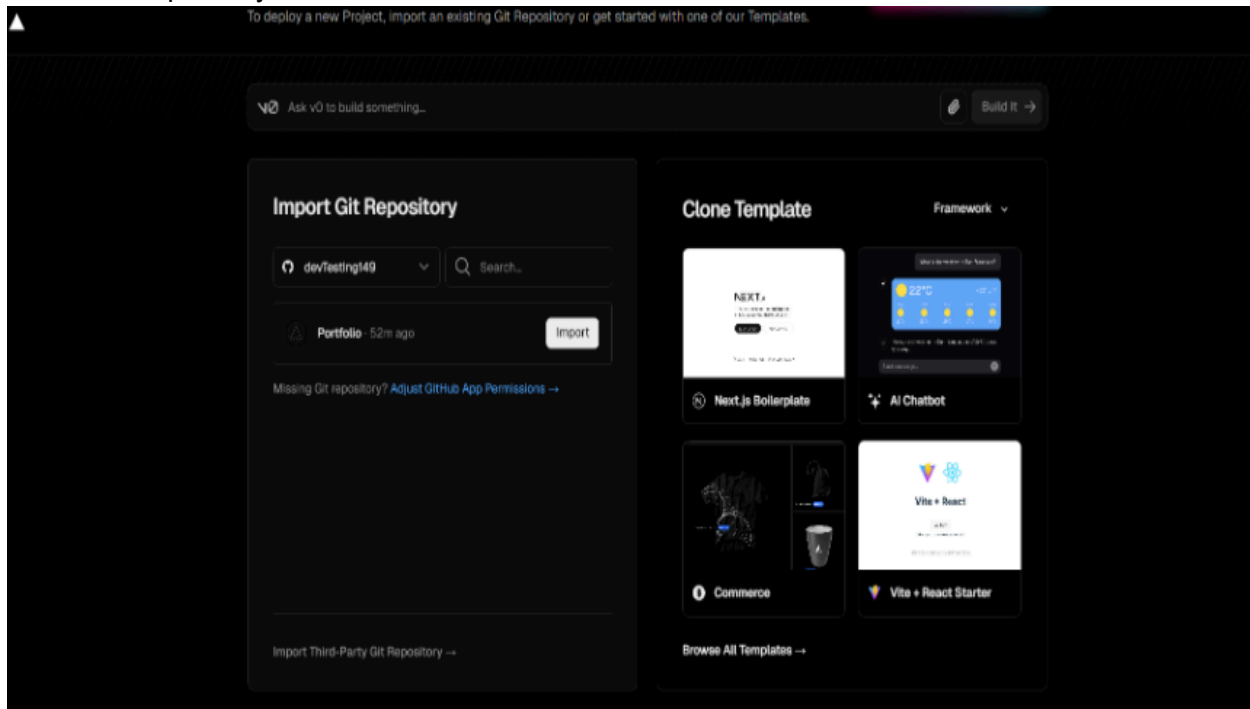 To deploy a new Project, import an existing Git Repository or get started with one of our Templates.
v0 Ask v0 to build something...
Build It →
Import Git Repository
devTesting149
Search...
Portfolio · 52m ago
Import
Missing Git repository? Adjust GitHub App Permissions →
Import Third-Party Git Repository →
Clone Template
Framework
NEXT.
22°C
Next.js Boilerplate
AI Chatbot
Vite + React
Commerce
Vite + React Starter
Browse All Templates →